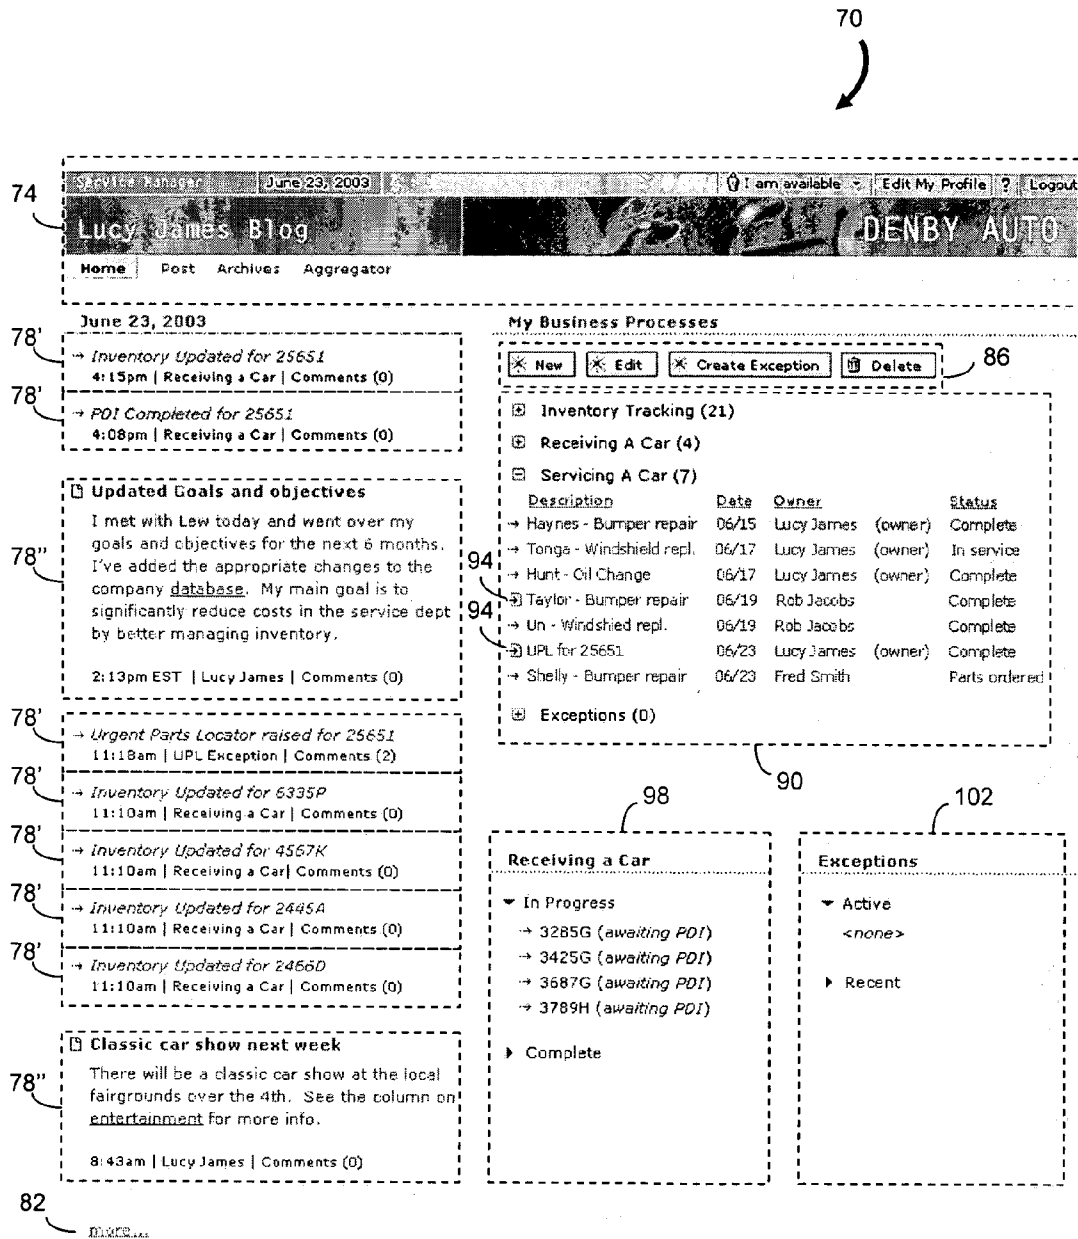 70
74
Service Manager June 23, 2003 I am available Edit My Profile ? Logout
Lucy James Blog DENBY AUTO
Home Post Archives Aggregator
June 23, 2003
78'
→ Inventory Updated for 25651
4:15pm | Receiving a Car | Comments (0)
78'
→ PDI Completed for 25651
4:08pm | Receiving a Car | Comments (0)
78"
Updated Goals and objectives
I met with Lew today and went over my
goals and objectives for the next 6 months.
I've added the appropriate changes to the
company database. My main goal is to
significantly reduce costs in the service dept
by better managing inventory.
2:13pm EST | Lucy James | Comments (0)
78'
→ Urgent Parts Locator raised for 25651
11:18am | UPL Exception | Comments (2)
78'
→ Inventory Updated for 6335P
11:10am | Receiving a Car | Comments (0)
78'
→ Inventory Updated for 4567K
11:10am | Receiving a Car| Comments (0)
78'
→ Inventory Updated for 2445A
11:10am | Receiving a Car | Comments (0)
78'
→ Inventory Updated for 2466D
11:10am | Receiving a Car | Comments (0)
78"
Classic car show next week
There will be a classic car show at the local
fairgrounds over the 4th. See the column on
entertainment for more info.
8:43am | Lucy James | Comments (0)
82
more...
My Business Processes
New Edit Create Exception Delete
86
Inventory Tracking (21)
Receiving A Car (4)
Servicing A Car (7)
Description Date Owner Status
→ Haynes - Bumper repair 06/15 Lucy James (owner) Complete
→ Tonga - Windshield repl. 06/17 Lucy James (owner) In service
→ Hunt - Oil Change 06/17 Lucy James (owner) Complete
94
Taylor - Bumper repair 06/19 Rob Jacobs Complete
→ Un - Windshied repl. 06/19 Rob Jacobs Complete
94
UPL for 25651 06/23 Lucy James (owner) Complete
→ Shelly - Bumper repair 06/23 Fred Smith Parts ordered
Exceptions (0)
90
98
Receiving a Car
In Progress
→ 3285G (awaiting PDI)
→ 3425G (awaiting PDI)
→ 3687G (awaiting PDI)
→ 3789H (awaiting PDI)
Complete
102
Exceptions
Active
<none>
Recent